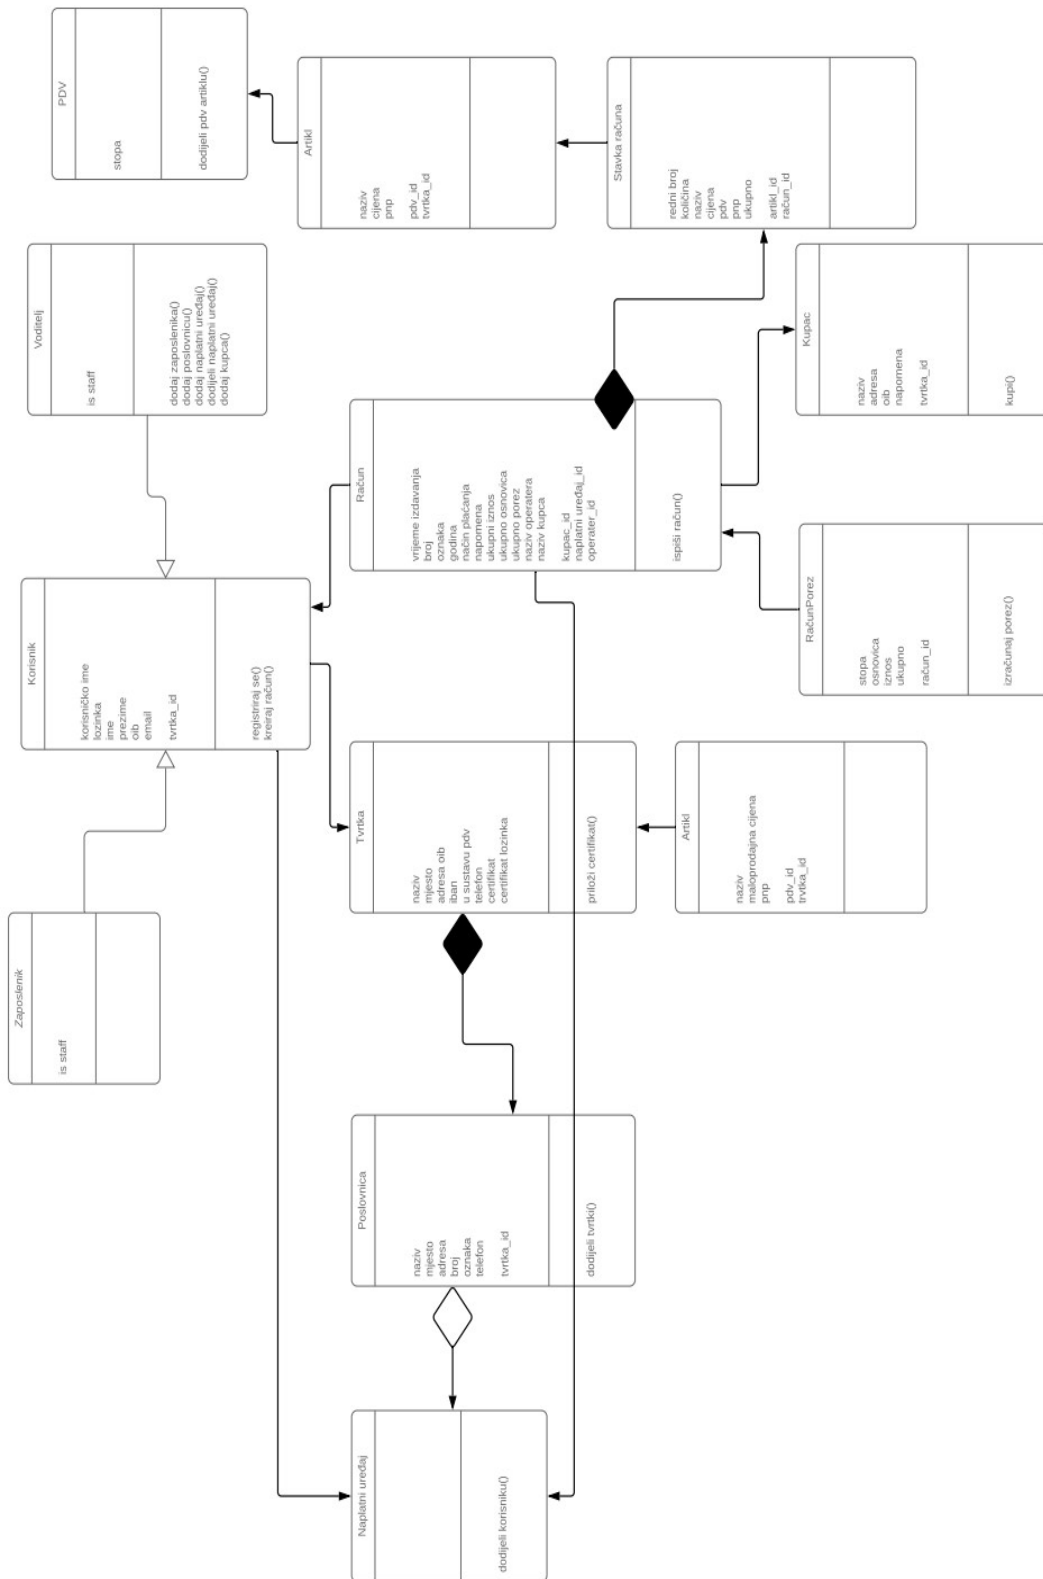 PDV
stopa
dodijeli pdv artiklu()
Artikl
naziv
cijena
pnp
pdv_id
tvrtka_id
Stavka računa
redni broj
količina
naziv
cijena
pdv
pnp
ukupno
artikl_id
račun_id
Voditelj
is staff
dodaj zaposlenika()
dodaj poslovnicu()
dodaj naplatni uređaj()
dodijeli naplatni uređaj()
dodaj kupca()
Kupac
naziv
adresa
oib
napomena
tvrtka_id
kupi()
Račun
vrijeme izdavanja
broj
oznaka
godina
način plaćanja
napomena
ukupni iznos
ukupno osnovica
ukupno porez
naziv operatera
naziv kupca
kupac_id
naplatni uređaj_id
operater_id
ispiši račun()
Korisnik
korisničko ime
lozinka
ime
prezime
oib
email
tvrtka_id
registriraj se()
kreiraj račun()
RačunPorez
stopa
osnovica
iznos
ukupno
račun_id
izračunaj porez()
Tvrtka
naziv
mjesto
adresa oib
iban
u sustavu pdv
telefon
certifikat
certifikat lozinka
priloži certifikat()
Artikl
naziv
maloprodajna cijena
pnp
pdv_id
trvtka_id
Zaposlenik
is staff
Poslovnica
naziv
mjesto
adresa
broj
oznaka
telefon
tvrtka_id
dodijeli tvrtki()
Naplatni uređaj
dodijeli korisniku()